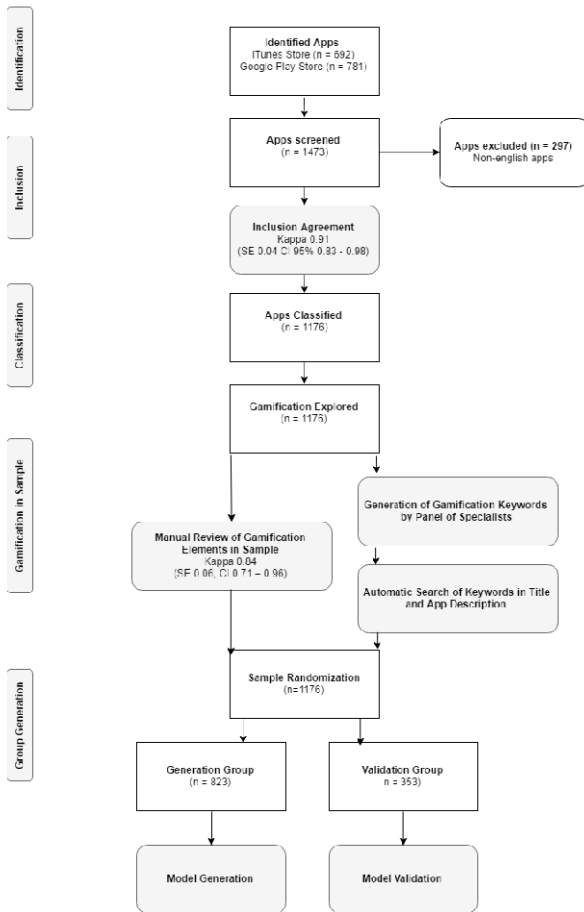 Identification
Identified Apps
iTunes Store (n = 692)
Google Play Store (n = 781)
Inclusion
Apps screened
(n = 1473)
Apps excluded (n = 297)
Non-english apps
Inclusion Agreement
Kappa 0.91
(SE 0.04 CI 95% 0.83 - 0.98)
Classification
Apps Classified
(n = 1176)
Gamification Explored
(n = 1176)
Gamification in Sample
Generation of Gamification Keywords
by Panel of Specialists
Manual Review of Gamification
Elements in Sample
Kappa 0.84
(SE 0.06, CI 0.71 – 0.96)
Automatic Search of Keywords in Title
and App Description
Group Generation
Sample Randomization
(n=1176)
Generation Group
(n = 823)
Validation Group
n = 353)
Model Generation
Model Validation